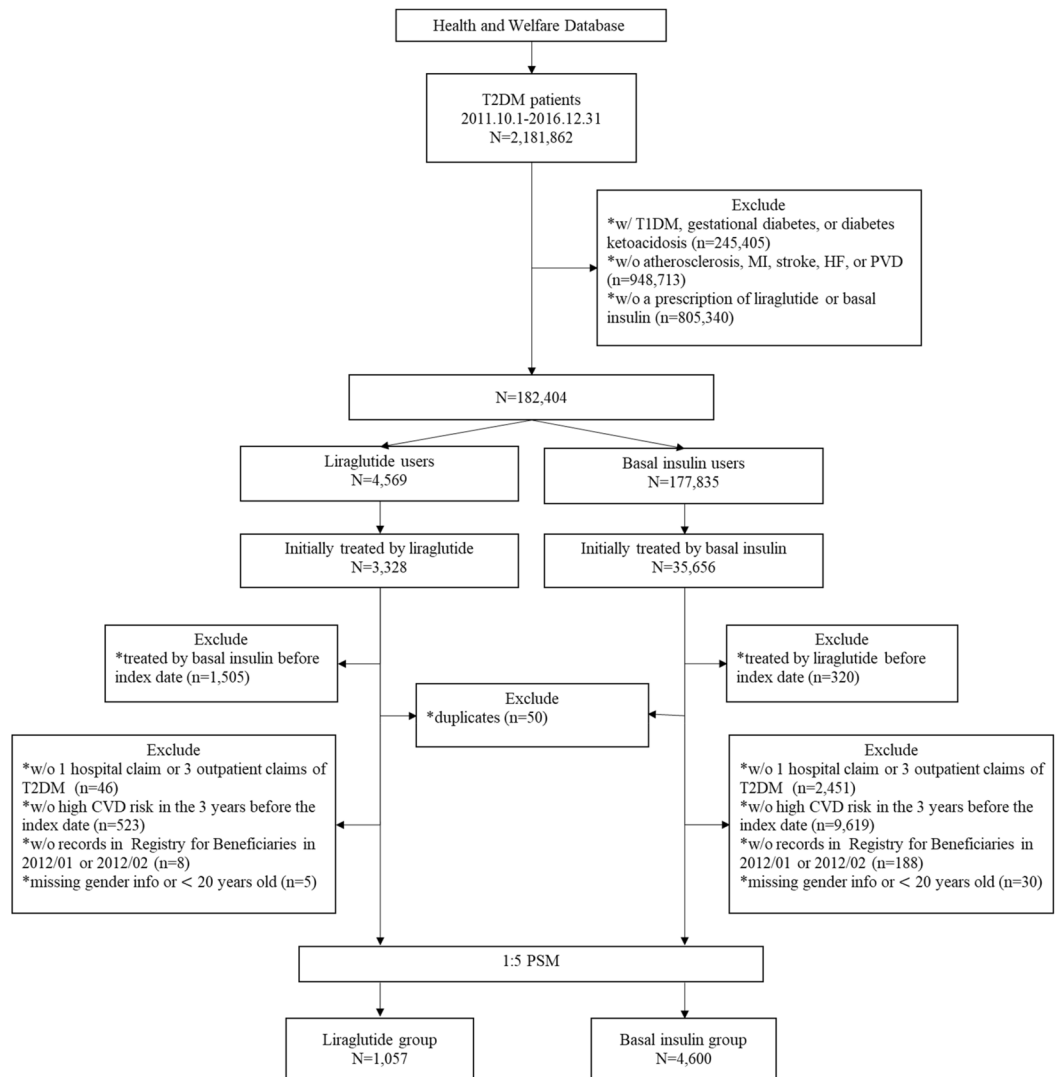 Health and Welfare Database
T2DM patients
2011.10.1-2016.12.31
N=2,181,862
Exclude
*w/ T1DM, gestational diabetes, or diabetes
ketoacidosis (n=245,405)
*w/o atherosclerosis, MI, stroke, HF, or PVD
(n=948,713)
*w/o a prescription of liraglutide or basal
insulin (n=805,340)
N=182,404
Liraglutide users
N=4,569
Basal insulin users
N=177,835
Initially treated by liraglutide
N=3,328
Initially treated by basal insulin
N=35,656
Exclude
*treated by basal insulin before
index date (n=1,505)
Exclude
*treated by liraglutide before
index date (n=320)
Exclude
*duplicates (n=50)
Exclude
*w/o 1 hospital claim or 3 outpatient claims of
T2DM (n=46)
*w/o high CVD risk in the 3 years before the
index date (n=523)
*w/o records in Registry for Beneficiaries in
2012/01 or 2012/02 (n=8)
*missing gender info or < 20 years old (n=5)
Exclude
*w/o 1 hospital claim or 3 outpatient claims of
T2DM (n=2,451)
*w/o high CVD risk in the 3 years before the
index date (n=9,619)
*w/o records in Registry for Beneficiaries in
2012/01 or 2012/02 (n=188)
*missing gender info or < 20 years old (n=30)
1:5 PSM
Liraglutide group
N=1,057
Basal insulin group
N=4,600